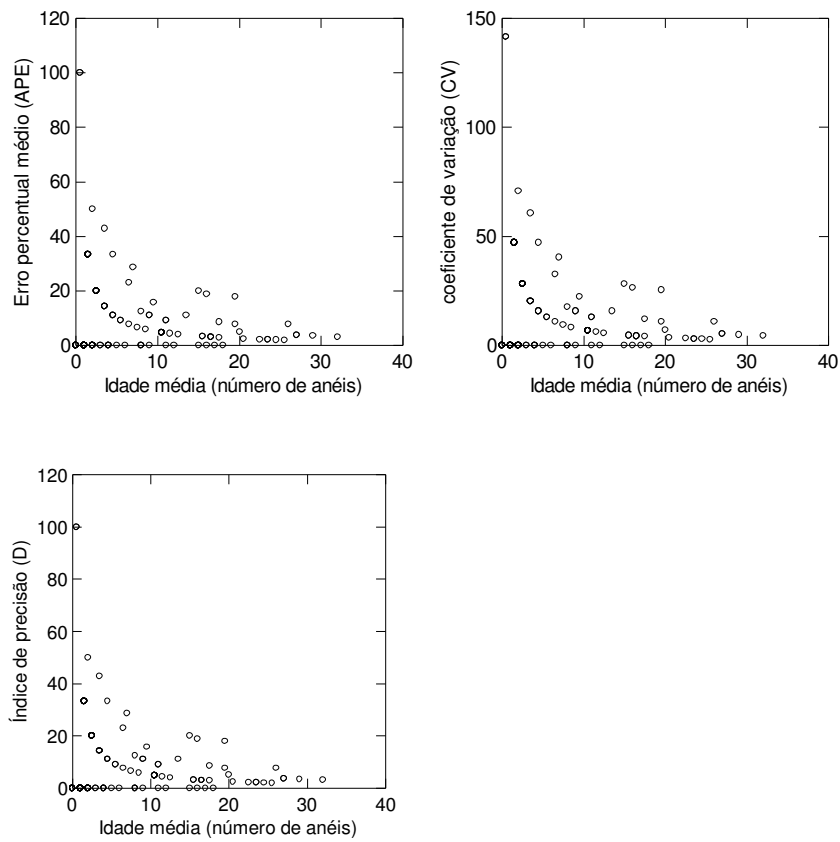 120
100
80
60
40
20
0
Erro percentual médio (APE)
0 10 20 30 40
Idade média (número de anéis)
150
100
50
0
coeficiente de variação (CV)
0 10 20 30 40
Idade média (número de anéis)
120
100
80
60
40
20
0
Índice de precisão (D)
0 10 20 30 40
Idade média (número de anéis)